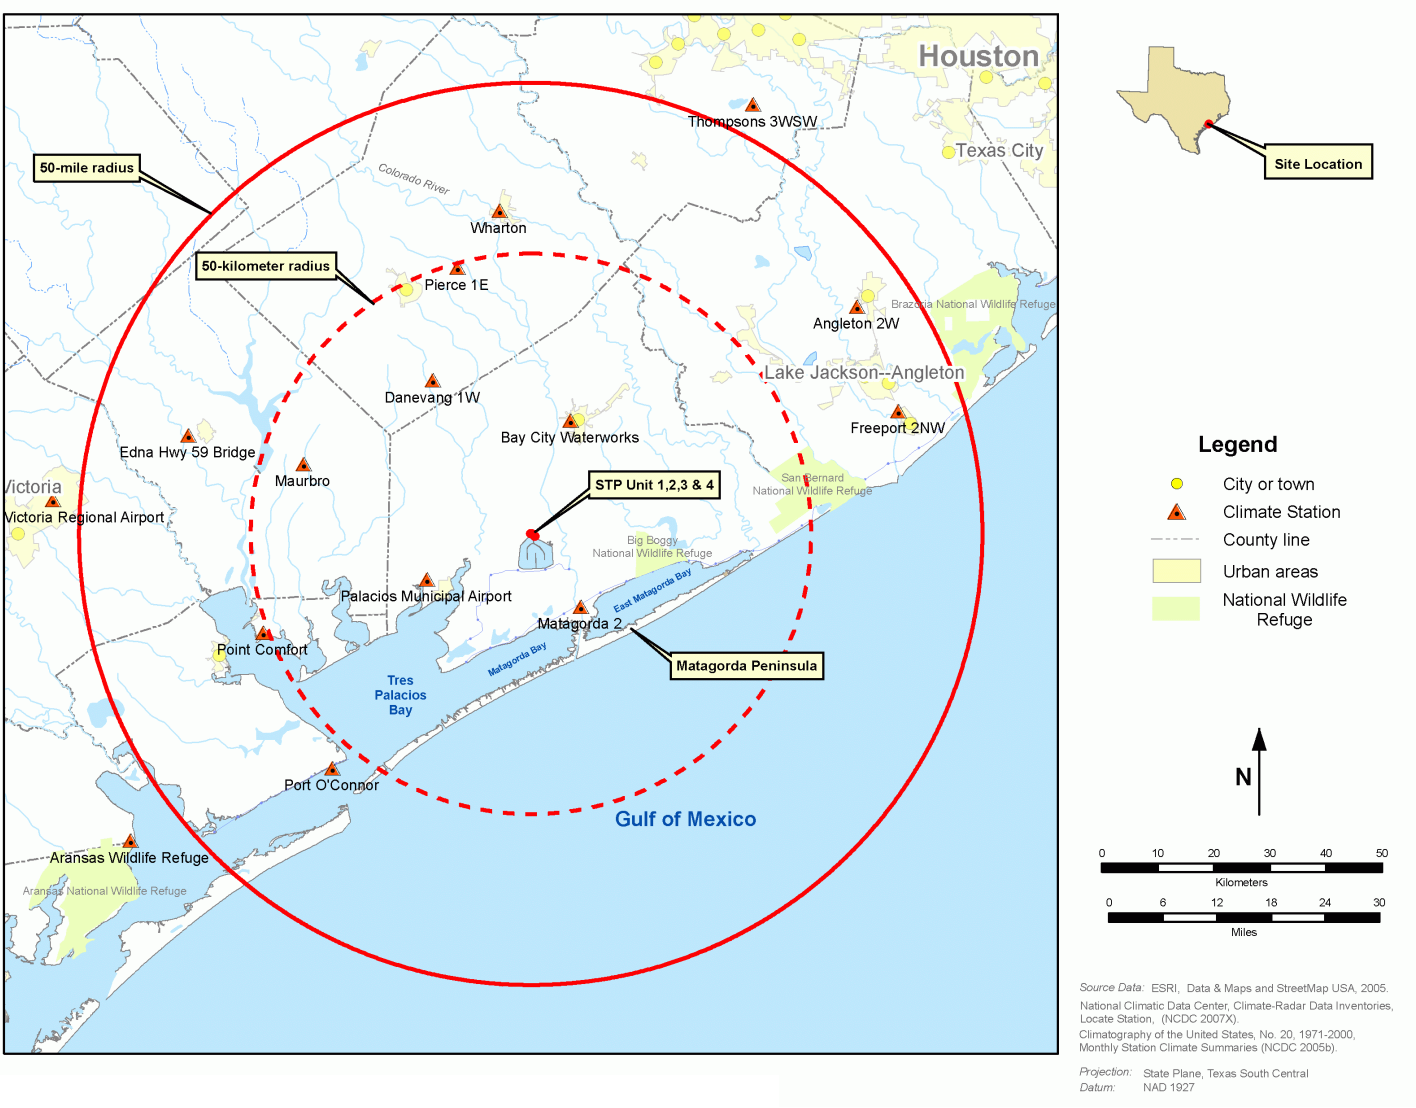 Houston
Thompsons 3WSW
Texas City
50-mile radius
Colorado River
Wharton
50-kilometer radius
Pierce 1E
Brazoria National Wildlife Refuge
Angleton 2W
Lake Jackson--Angleton
Danevang 1W
Freeport 2NW
Bay City Waterworks
Edna Hwy 59 Bridge
Maurbro
STP Unit 1,2,3 & 4
San Bernard
National Wildlife Refuge
Victoria
Victoria Regional Airport
Big Boggy
National Wildlife Refuge
East Matagorda Bay
Palacios Municipal Airport
Matagorda 2
Point Comfort
Matagorda Bay
Matagorda Peninsula
Tres
Palacios
Bay
Port O'Connor
Gulf of Mexico
Aransas Wildlife Refuge
Aransas National Wildlife Refuge
Site Location
Legend
City or town
Climate Station
County line
Urban areas
National Wildlife
Refuge
N
0 10 20 30 40 50
Kilometers
0 6 12 18 24 30
Miles
Source Data: ESRI, Data & Maps and StreetMap USA, 2005.
National Climatic Data Center, Climate-Radar Data Inventories,
Locate Station, (NCDC 2007X).
Climatography of the United States, No. 20, 1971-2000,
Monthly Station Climate Summaries (NCDC 2005b).
Projection: State Plane, Texas South Central
Datum: NAD 1927